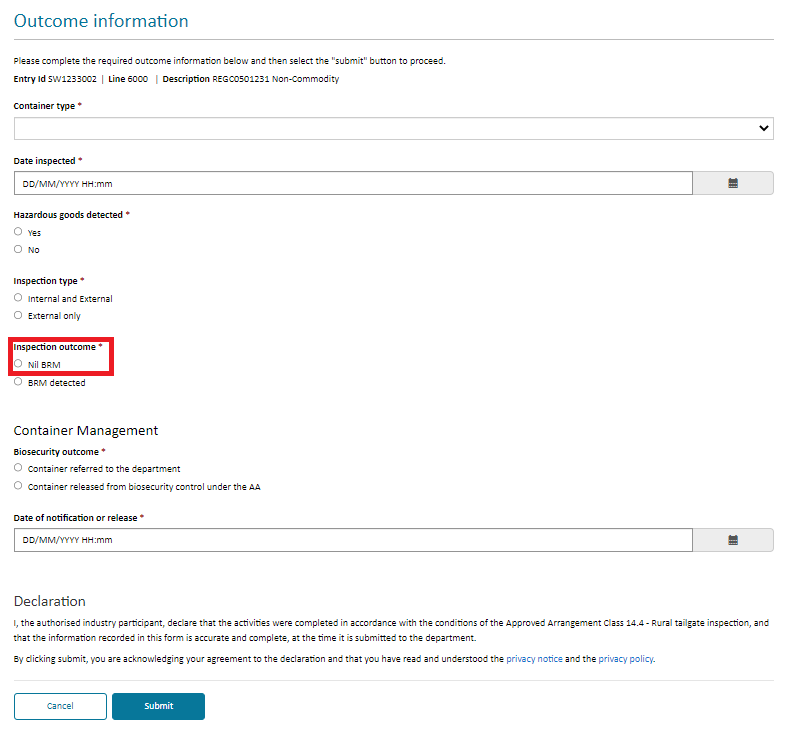 Outcome information
Please complete the required outcome information below and then select the "submit" button to proceed.
Entry Id SW1233002 | Line 6000 | Description REGC0501231 Non-Commodity
Container type *
Date inspected *
DD/MM/YYYY HH:mm
Hazardous goods detected *
Yes
No
Inspection type *
Internal and External
External only
Inspection outcome *
Nil BRM
BRM detected
Container Management
Biosecurity outcome *
Container referred to the department
Container released from biosecurity control under the AA
Date of notification or release *
DD/MM/YYYY HH:mm
Declaration
I, the authorised industry participant, declare that the activities were completed in accordance with the conditions of the Approved Arrangement Class 14.4 - Rural tailgate inspection, and
that the information recorded in this form is accurate and complete, at the time it is submitted to the department.
By clicking submit, you are acknowledging your agreement to the declaration and that you have read and understood the privacy notice and the privacy policy.
Cancel
Submit